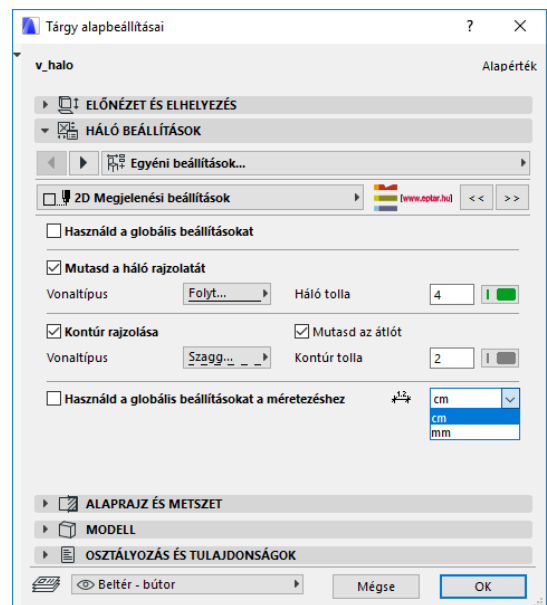 Tárgy alapbeállításai ? ×
v_halo Alapérték
ELŐNÉZET ÉS ELHELYEZÉS
HÁLÓ BEÁLLÍTÁSOK
Egyéni beállítások...
2D Megjelenési beállítások [www.eptar.hu] << >>
Használd a globális beállításokat
Mutasd a háló rajzolatát
Vonaltípus Folyt... Háló tolla 4
Kontúr rajzolása Mutasd az átlót
Vonaltípus Szagg... Kontúr tolla 2
Használd a globális beállításokat a méretezéshez 1.2 cm
cm
mm
ALAPRAJZ ÉS METSZET
MODELL
OSZTÁLYOZÁS ÉS TULAJDONSÁGOK
Beltér - bútor Mégse OK